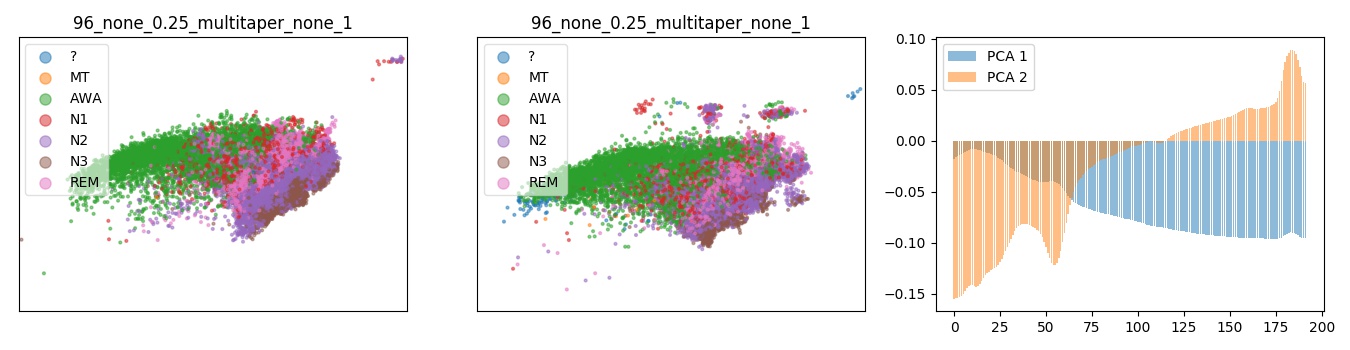 96_none_0.25_multitaper_none_1
?
MT
AWA
N1
N2
N3
REM
96_none_0.25_multitaper_none_1
?
MT
AWA
N1
N2
N3
REM
PCA 1
PCA 2
0.10
0.05
0.00
−0.05
−0.10
−0.15
0 25 50 75 100 125 150 175 200